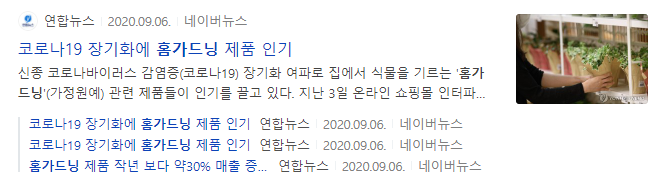 연합뉴스 2020.09.06. 네이버뉴스
코로나19 장기화에 홈가드닝 제품 인기
신종 코로나바이러스 감염증(코로나19) 장기화 여파로 집에서 식물을 기르는 '홈가
드닝'(가정원예) 관련 제품들이 인기를 끌고 있다. 지난 3일 온라인 쇼핑몰 인터파...
코로나19 장기화에 홈가드닝 제품 인기 연합뉴스 2020.09.06. 네이버뉴스
코로나19 장기화에 홈가드닝 제품 인기 연합뉴스 2020.09.06. 네이버뉴스
홈가드닝 제품 작년 보다 약30% 매출 증... 연합뉴스 2020.09.06. 네이버뉴스